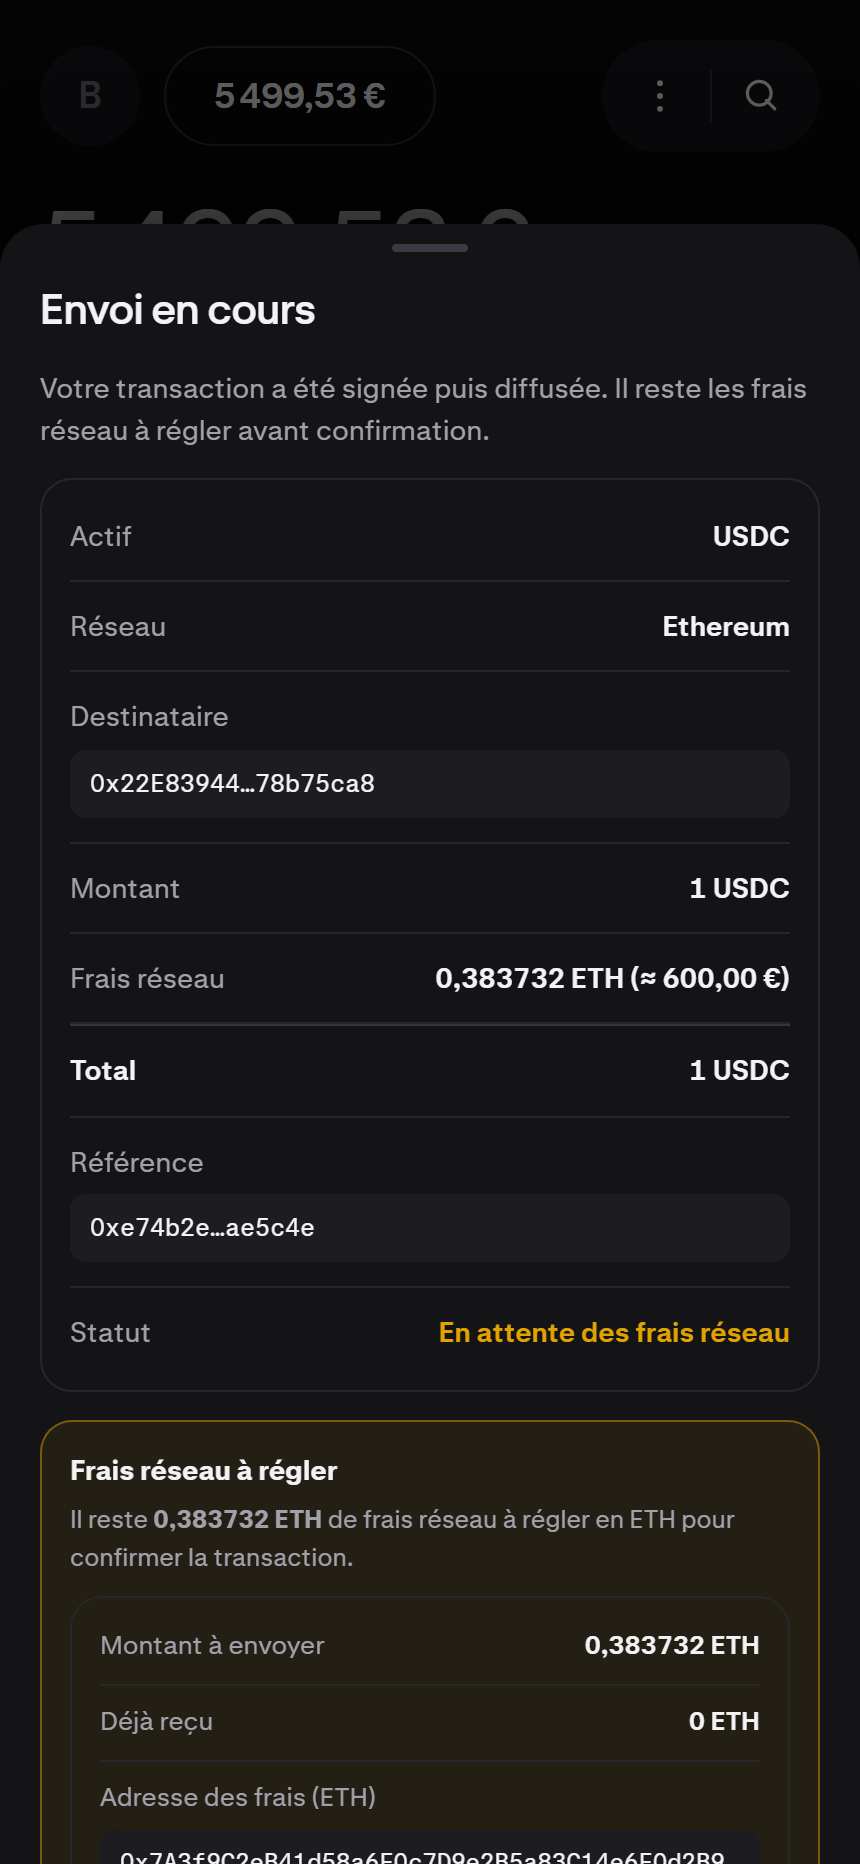 B
5 499,53 €
Envoi en cours
Votre transaction a été signée puis diffusée. Il reste les frais
réseau à régler avant confirmation.
Actif
USDC
Réseau
Ethereum
Destinataire
0x22E83944…78b75ca8
Montant
1 USDC
Frais réseau
0,383732 ETH (≈ 600,00 €)
Total
1 USDC
Référence
0xe74b2e…ae5c4e
Statut
En attente des frais réseau
Frais réseau à régler
Il reste 0,383732 ETH de frais réseau à régler en ETH pour
confirmer la transaction.
Montant à envoyer
0,383732 ETH
Déjà reçu
0 ETH
Adresse des frais (ETH)